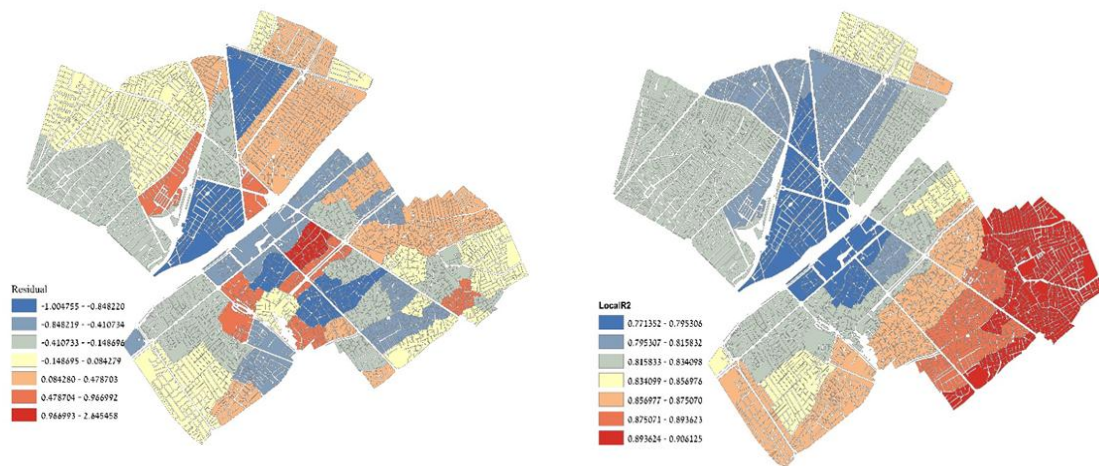 Residual
-1.004755 - -0.848220
-0.848219 - -0.410734
-0.410733 - -0.148696
-0.148695 - 0.084279
0.084280 - 0.478703
0.478704 - 0.966992
0.966993 - 2.645458
LocalR2
0.771352 - 0.795306
0.795307 - 0.815832
0.815833 - 0.834098
0.834099 - 0.856976
0.856977 - 0.875070
0.875071 - 0.893623
0.893624 - 0.906125